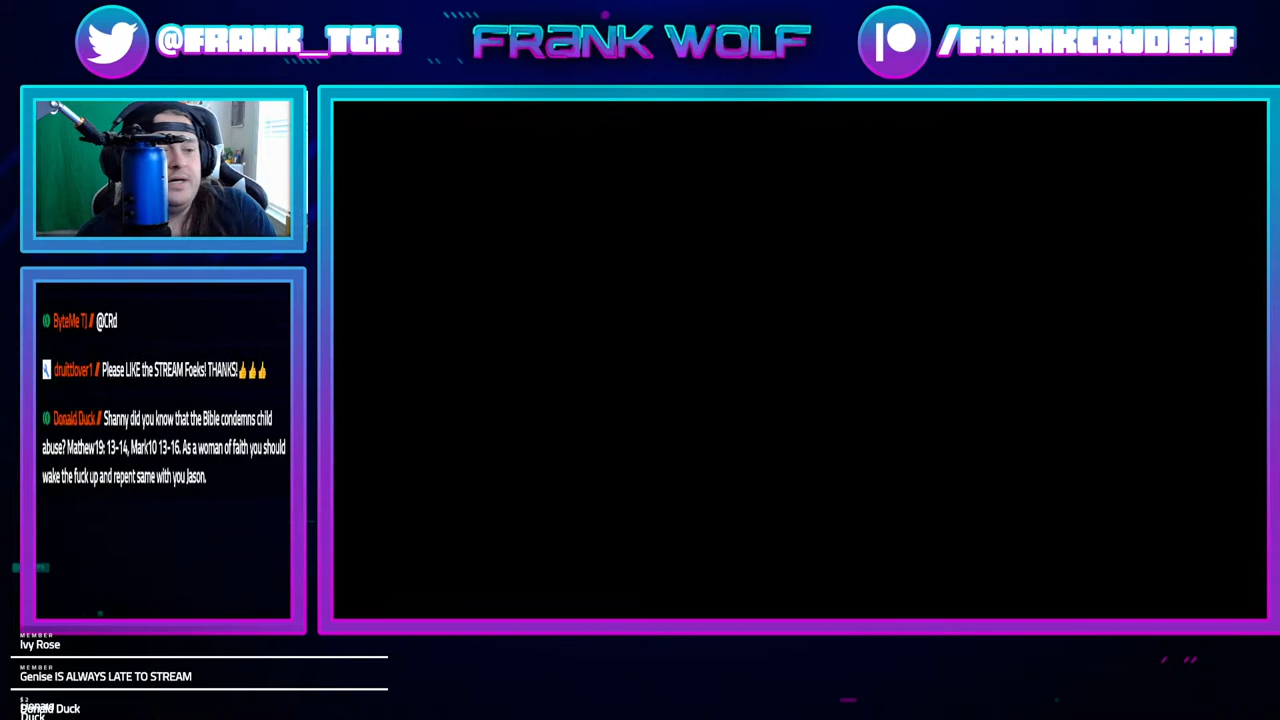 @FRANK_TGR
FRANK WOLF
/FRANKCRUDEAF
ByteMe TJ // @CRd
druittlover1 // Please LIKE the STREAM Foeks! THANKS!👍👍👍
Donald Duck // Shanny did you know that the Bible condemns child
abuse? Mathew19: 13-14, Mark10 13-16. As a woman of faith you should
wake the fuck up and repent same with you Jason.
MEMBER
Ivy Rose
MEMBER
Genise IS ALWAYS LATE TO STREAM
Donald Duck
Duck